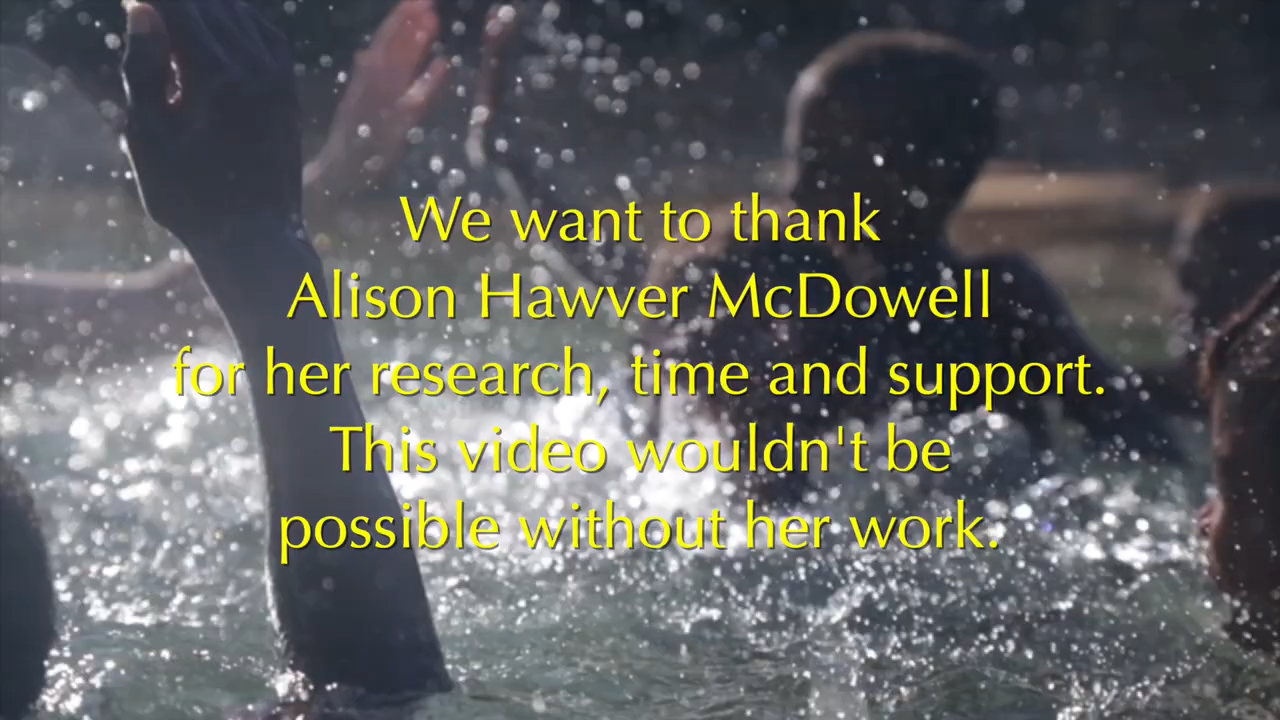 We want to thank
Alison Hawver McDowell
for her research, time and support.
This video wouldn't be
possible without her work.